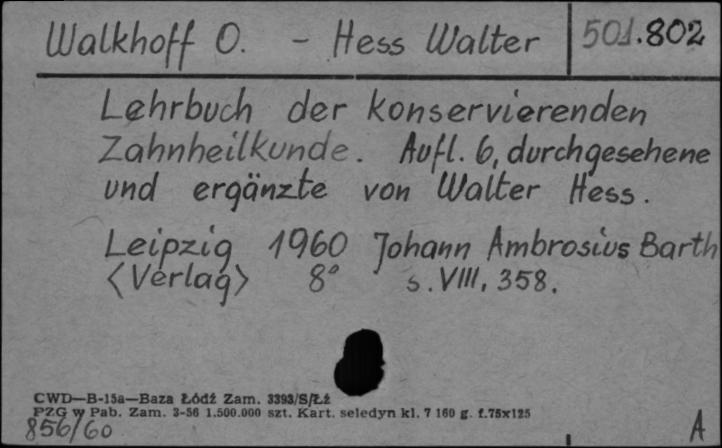 Walkhoff O. - Hess Walter 501.802
Lehrbuch der konservierenden
Zahnheilkunde. Aufl. 6, durchgesehene
und ergänzte von Walter Hess.
Leipzig 1960 Johann Ambrosius Barth
<Verlag> 8° s. VIII, 358.
CWD—B-15a—Baza Łódź Zam. 3393/S/Łź
PZG w Pab. Zam. 3-56 1.500.000 szt. Kart. seledyn kl. 7 160 g. f.75x125
856/60 A